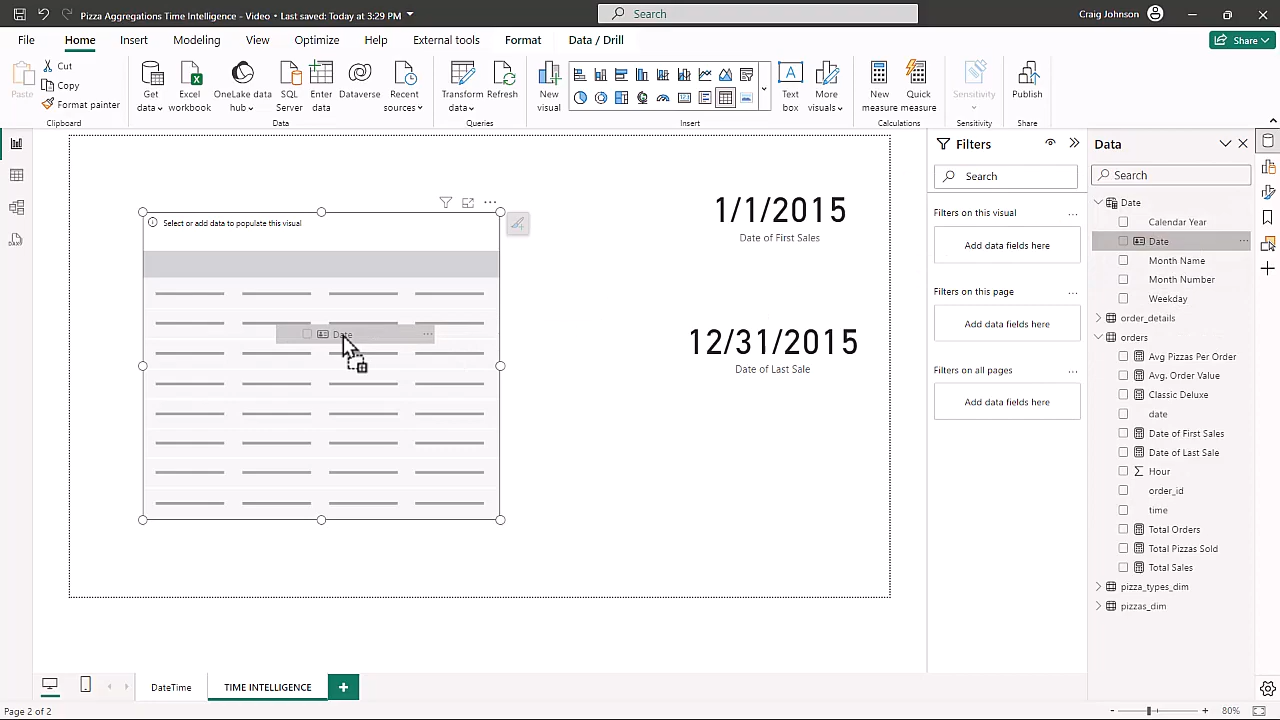 Pizza Aggregations Time Intelligence - Video • Last saved: Today at 3:29 PM
Search
Craig Johnson
File
Home
Insert
Modeling
View
Optimize
Help
External tools
Format
Data / Drill
Share
Paste
Cut
Copy
Format painter
Clipboard
Get data
Excel workbook
OneLake data hub
SQL Server
Enter data
Dataverse
Recent sources
Data
Transform data
Refresh
Queries
New visual
Text box
More visuals
Insert
New measure
Quick measure
Calculations
Sensitivity
Sensitivity
Publish
Share
Select or add data to populate this visual
Date
1/1/2015
Date of First Sales
12/31/2015
Date of Last Sale
Filters
Search
Filters on this visual
Add data fields here
Filters on this page
Add data fields here
Filters on all pages
Add data fields here
Data
Search
Date
Calendar Year
Date
Month Name
Month Number
Weekday
order_details
orders
Avg Pizzas Per Order
Avg. Order Value
Classic Deluxe
date
Date of First Sales
Date of Last Sale
Hour
order_id
time
Total Orders
Total Pizzas Sold
Total Sales
pizza_types_dim
pizzas_dim
DateTime
TIME INTELLIGENCE
Page 2 of 2
80%